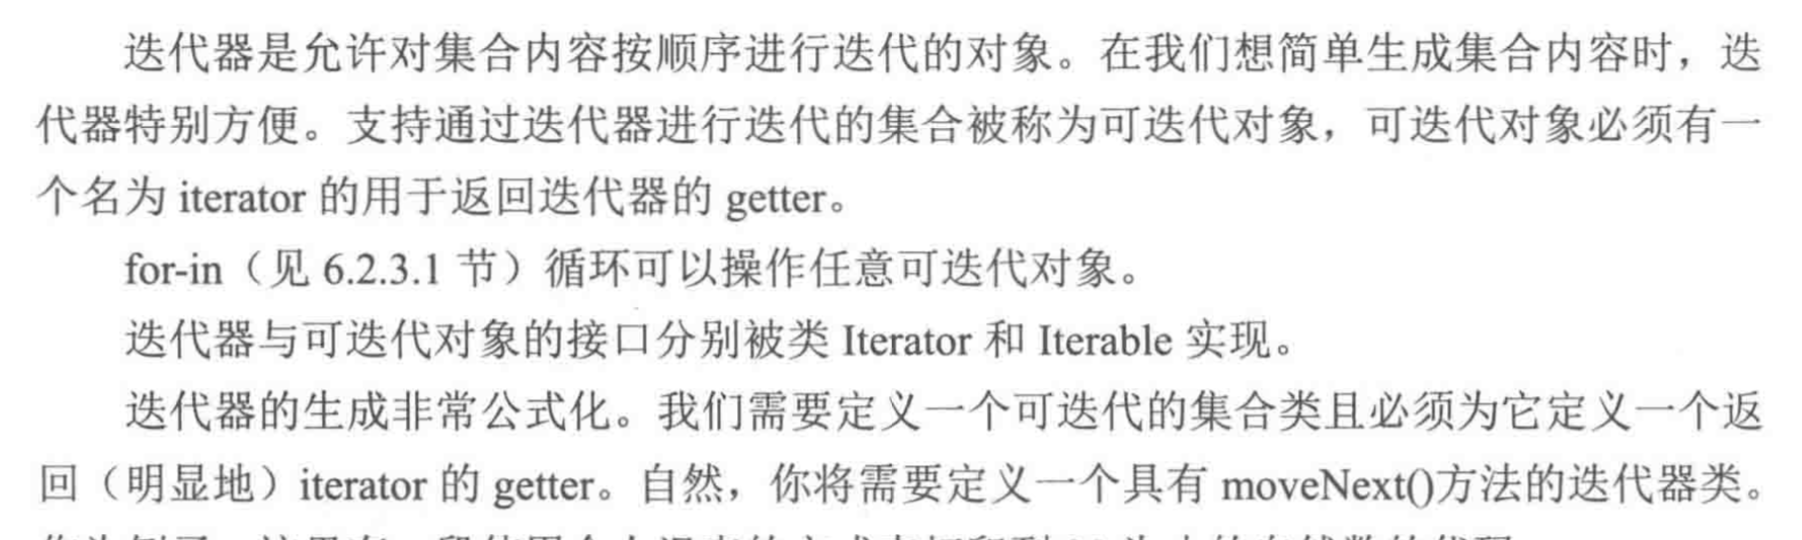 迭代器是允许对集合内容按顺序进行迭代的对象。在我们想简单生成集合内容时，迭
代器特别方便。支持通过迭代器进行迭代的集合被称为可迭代对象，可迭代对象必须有一
个名为 iterator 的用于返回迭代器的 getter。
for-in（见 6.2.3.1 节）循环可以操作任意可迭代对象。
迭代器与可迭代对象的接口分别被类 Iterator 和 Iterable 实现。
迭代器的生成非常公式化。我们需要定义一个可迭代的集合类且必须为它定义一个返
回（明显地）iterator 的 getter。自然，你将需要定义一个具有 moveNext()方法的迭代器类。